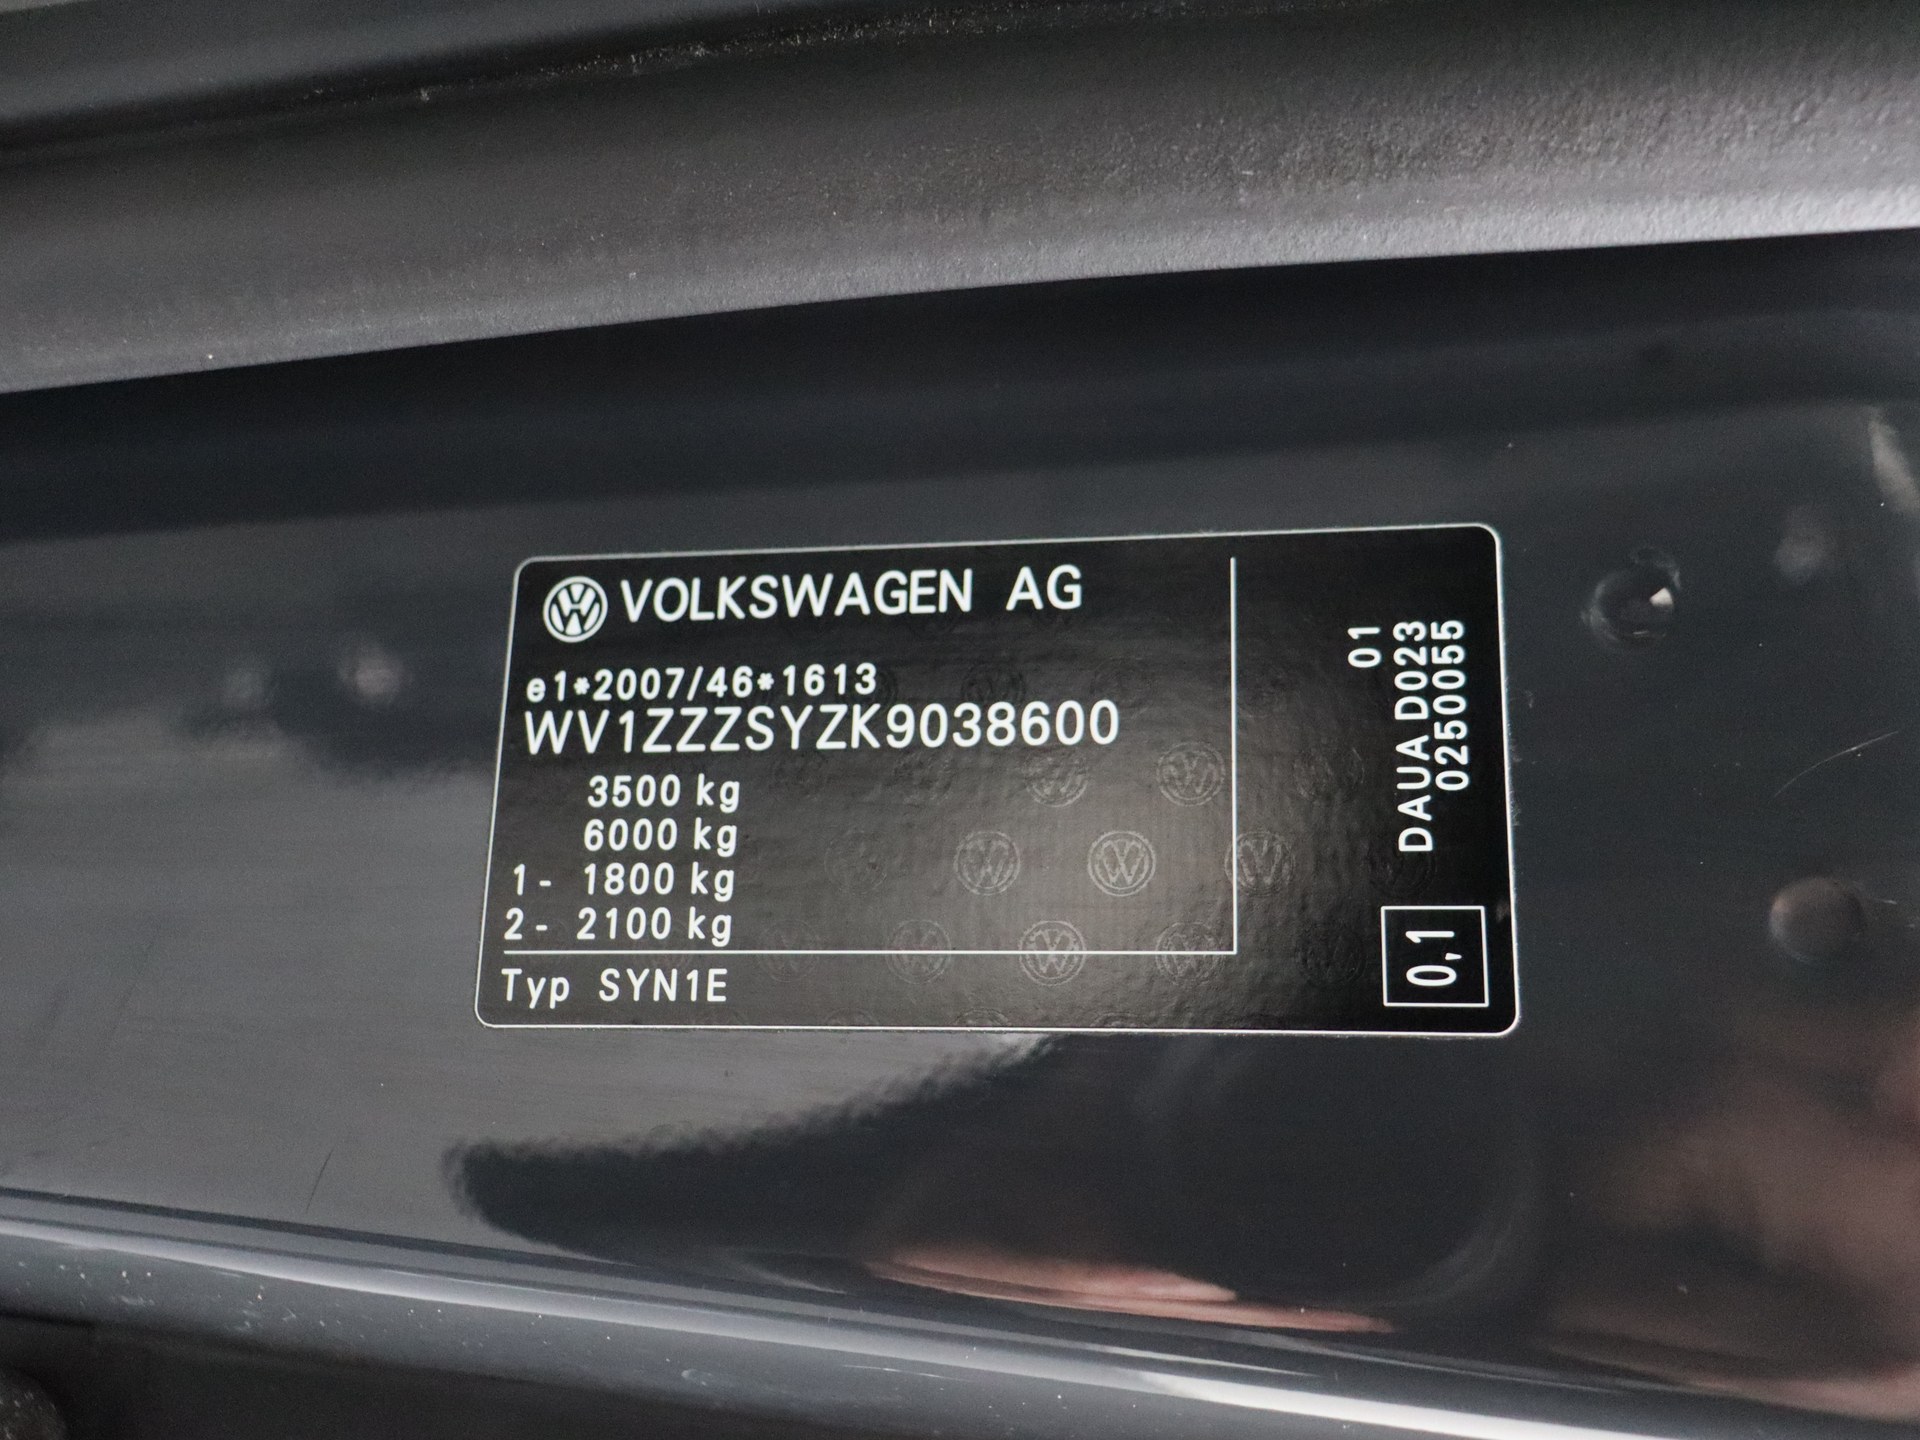 VOLKSWAGEN AG
e1*2007/46*1613
WV1ZZZSYZK9038600
3500 kg
6000 kg
1- 1800 kg
2- 2100 kg
Typ SYN1E
01
DAUA D023
0250055
0,1